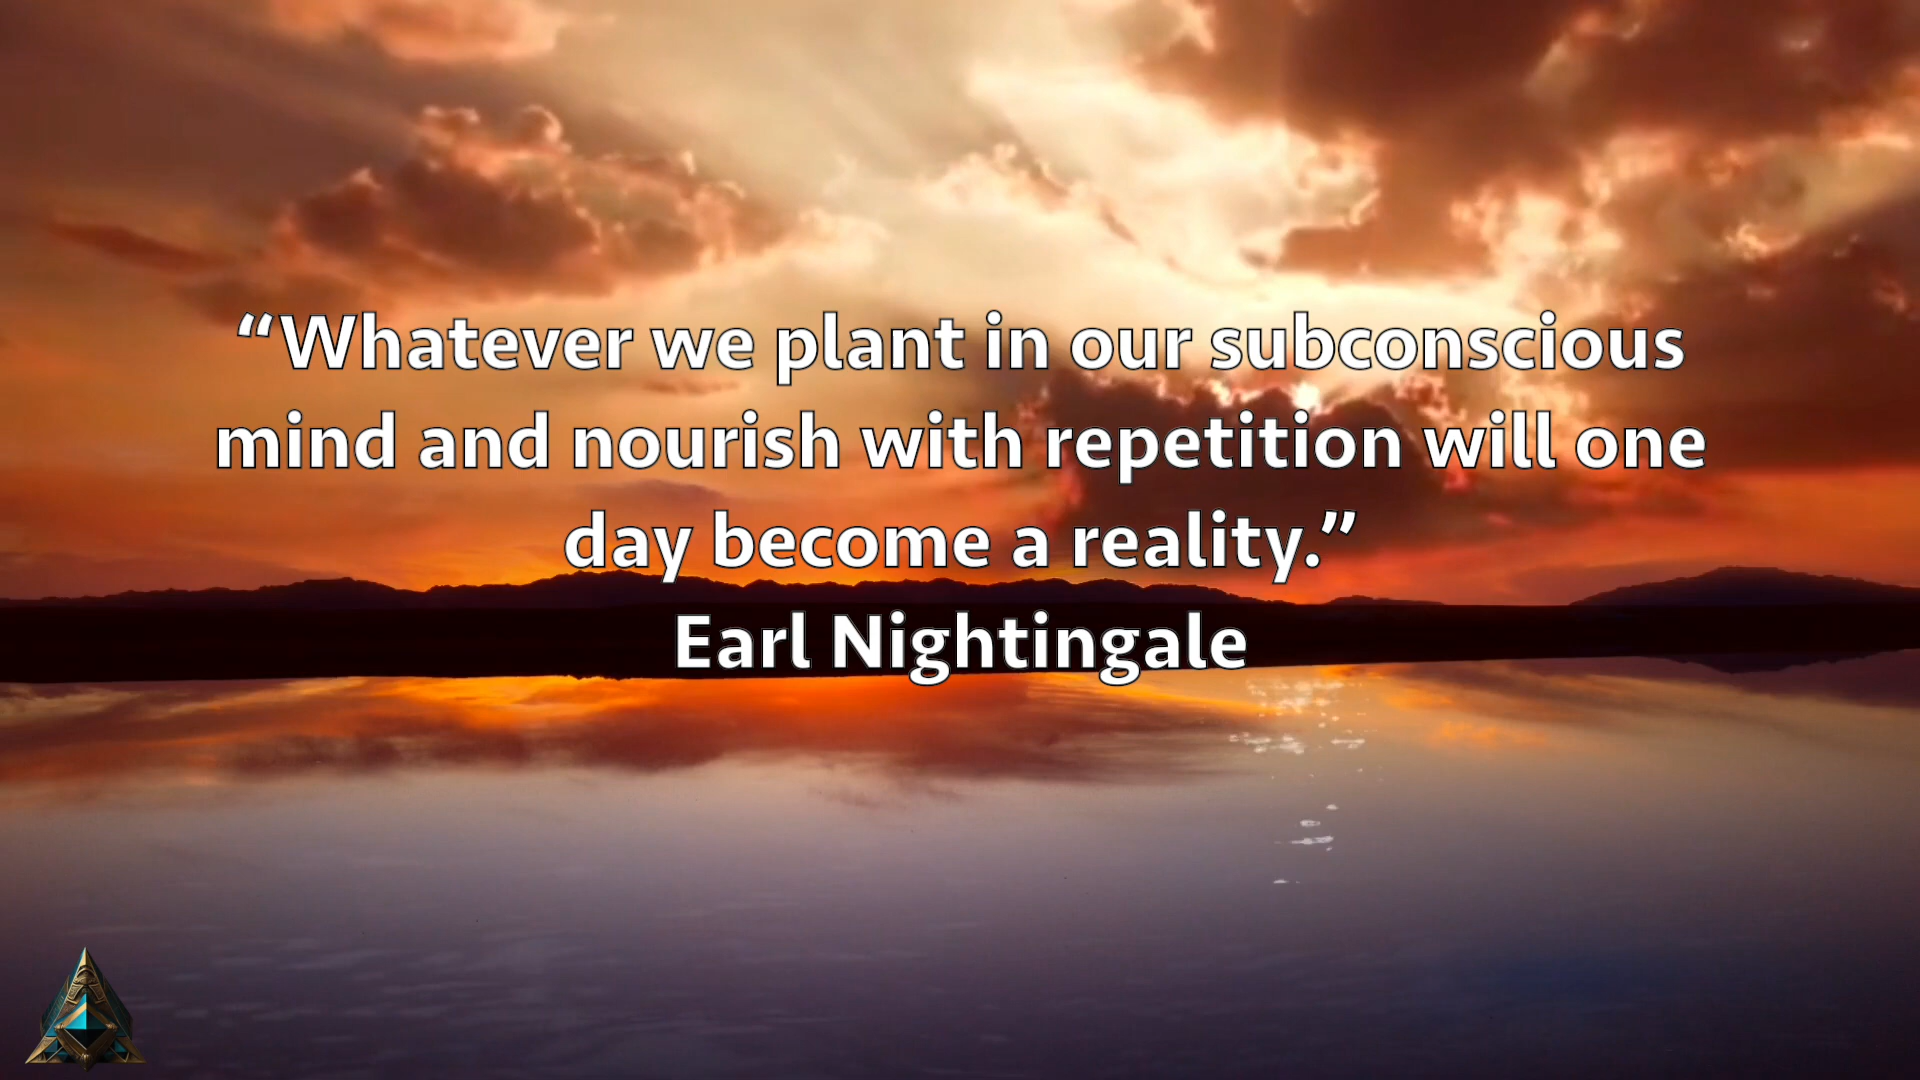 “Whatever we plant in our subconscious
mind and nourish with repetition will one
day become a reality.”
Earl Nightingale